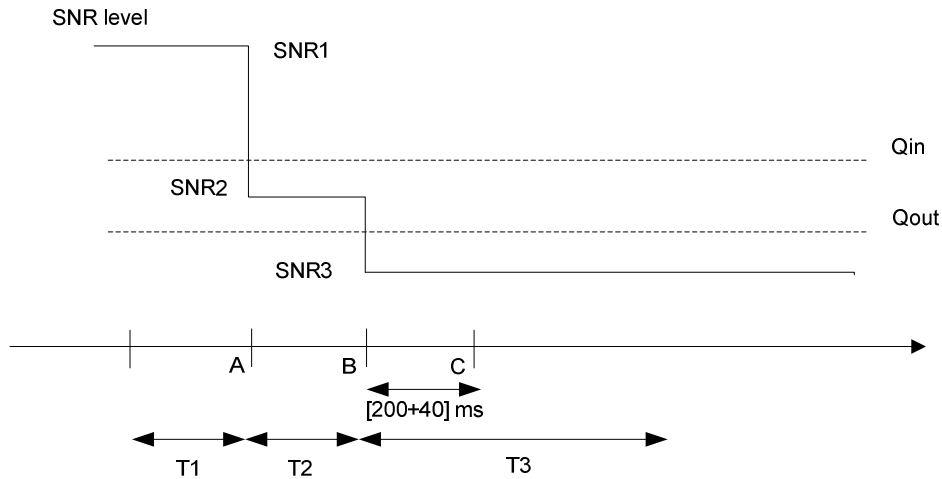 SNR level
SNR1
Qin
SNR2
Qout
SNR3
A
B
C
[200+40] ms
T1
T2
T3